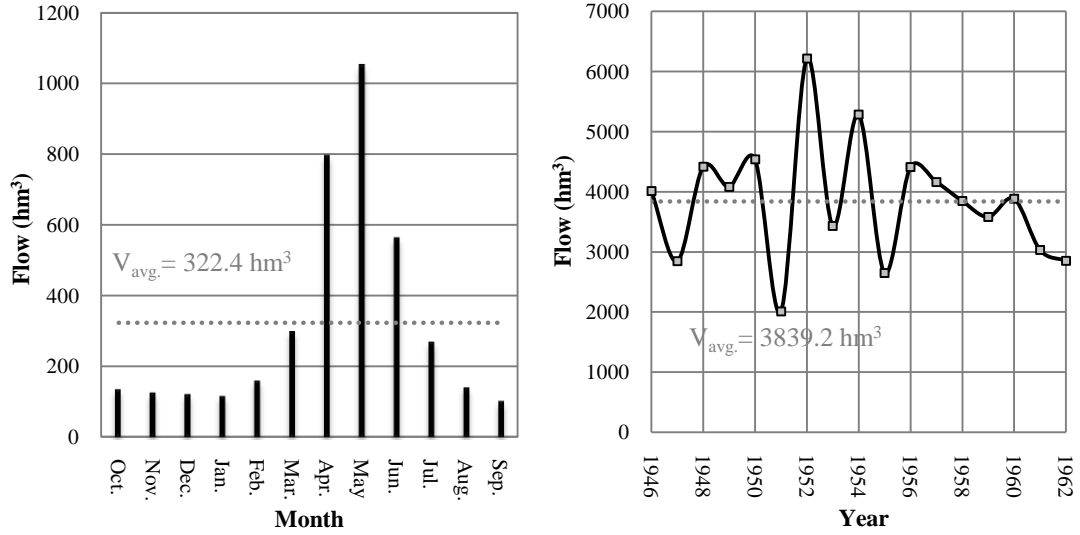 1200
1000
800
600
400
200
0
Flow (hm³)
V_avg.= 322.4 hm³
Oct.
Nov.
Dec.
Jan.
Feb.
Mar.
Apr.
May
Jun.
Jul.
Aug.
Sep.
Month
7000
6000
5000
4000
3000
2000
1000
0
Flow (hm³)
V_avg.= 3839.2 hm³
1946
1948
1950
1952
1954
1956
1958
1960
1962
Year